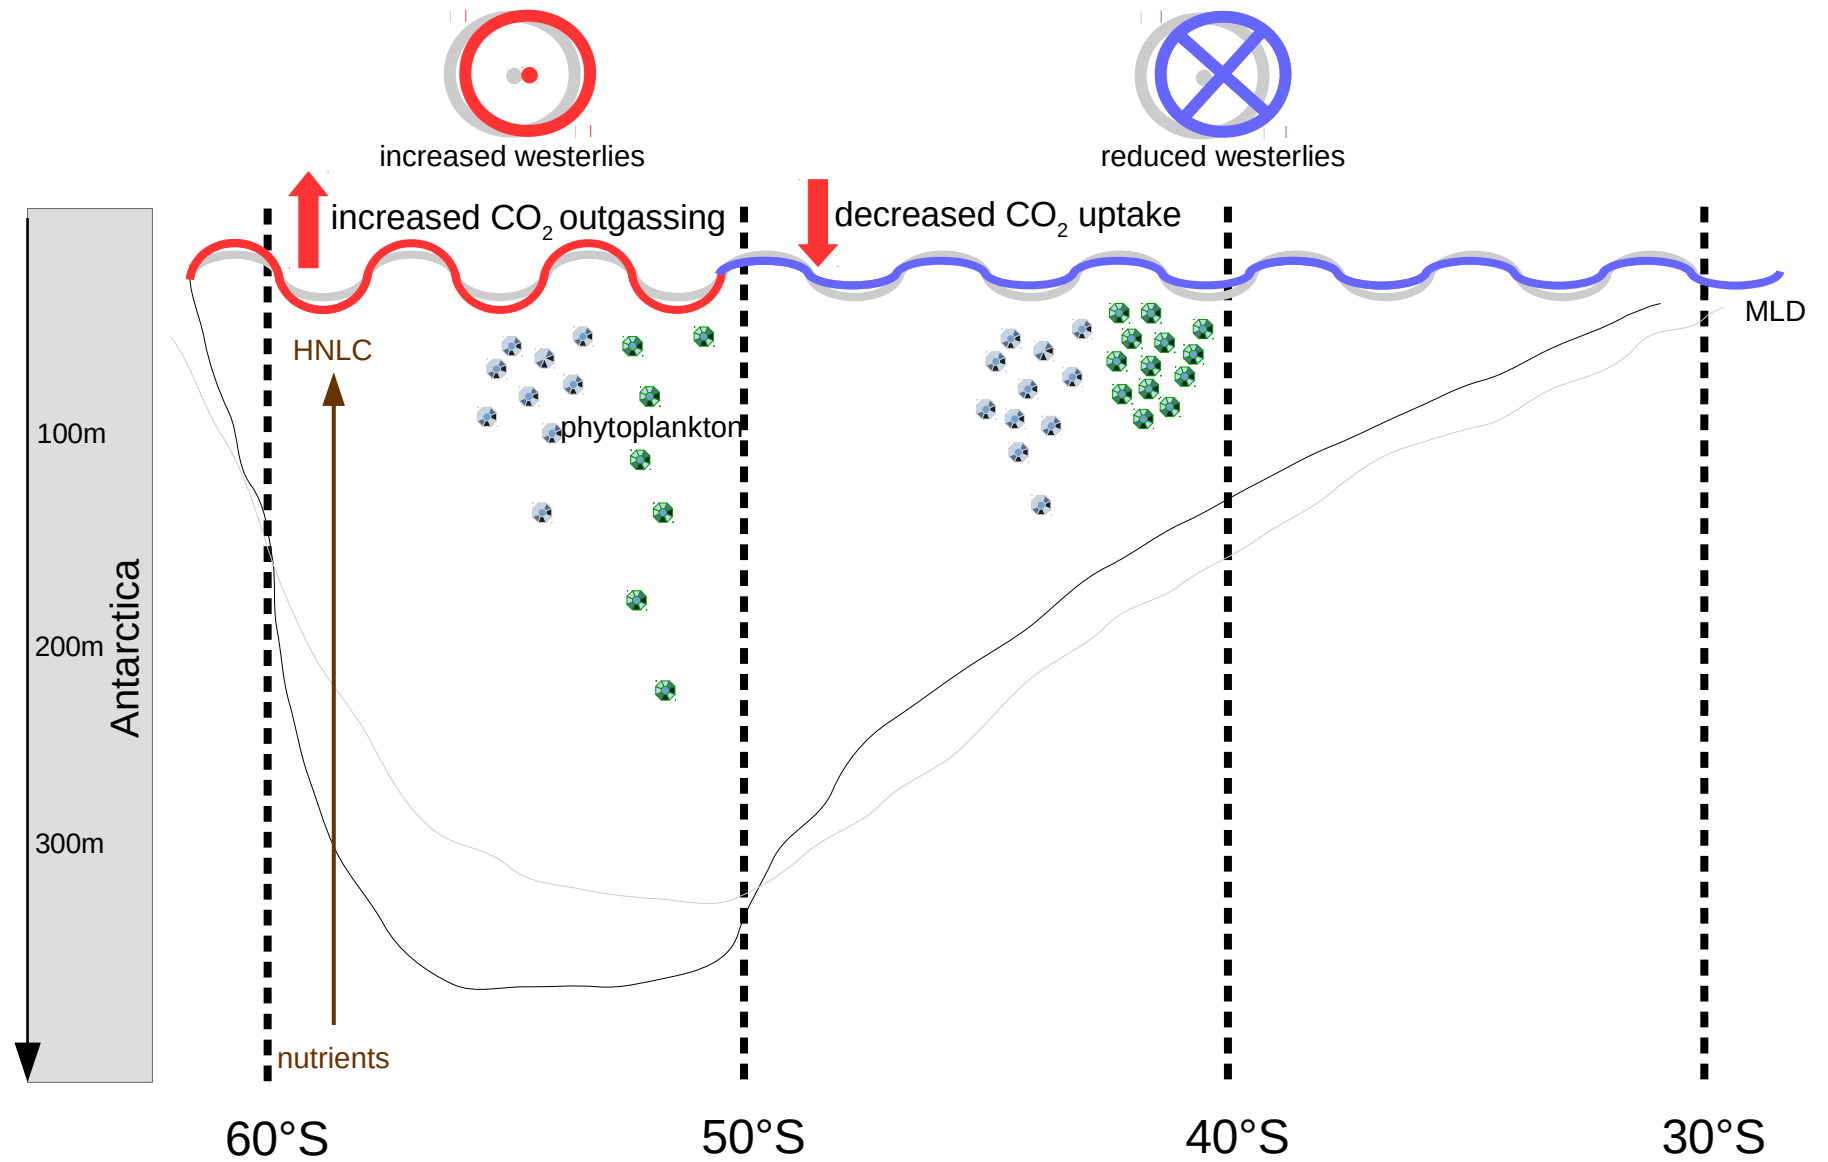 increased westerlies
reduced westerlies
increased CO2 outgassing
decreased CO2 uptake
MLD
HNLC
phytoplankton
100m
200m
300m
Antarctica
nutrients
60°S
50°S
40°S
30°S